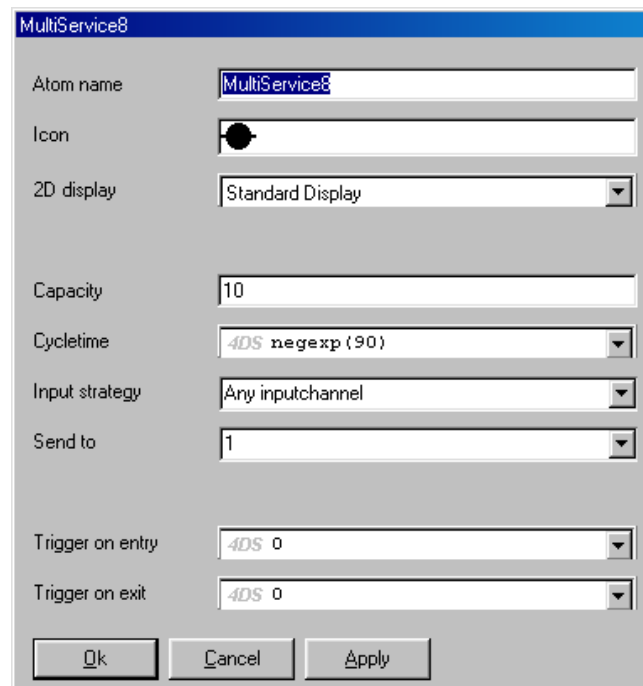 MultiService8
Atom name MultiService8
Icon
2D display Standard Display
Capacity 10
Cycletime 4DS negexp(90)
Input strategy Any inputchannel
Send to 1
Trigger on entry 4DS 0
Trigger on exit 4DS 0
Ok Cancel Apply